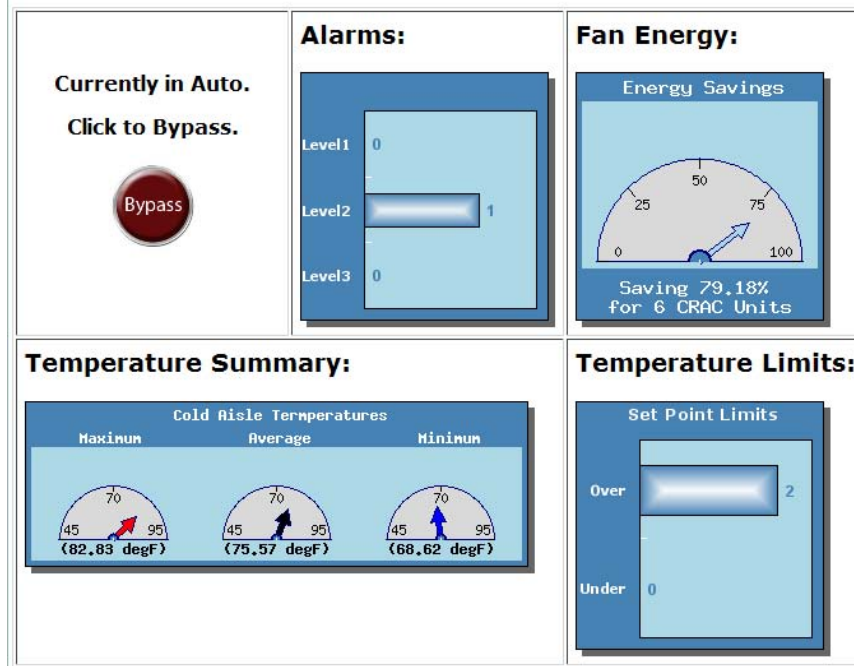 Currently in Auto.
Click to Bypass.
Bypass
Alarms:
Level1 0
Level2 1
Level3 0
Fan Energy:
Energy Savings
0 25 50 75 100
Saving 79.18%
for 6 CRAC Units
Temperature Summary:
Cold Aisle Termperatures
Maximum Average Minimum
45 70 95 45 70 95 45 70 95
(82.83 degF) (75.57 degF) (68.62 degF)
Temperature Limits:
Set Point Limits
Over 2
Under 0